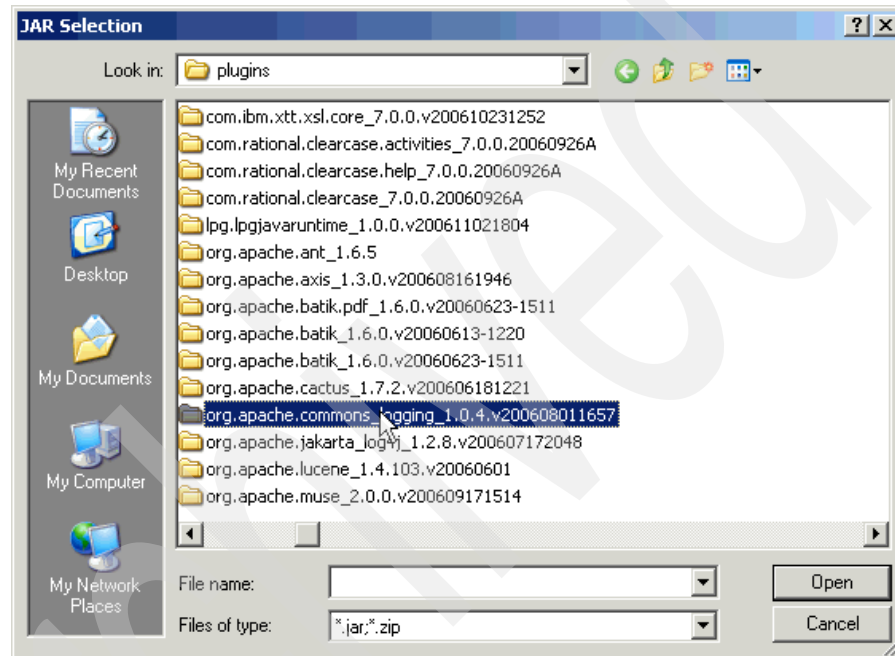 JAR Selection
Look in: plugins
My Recent Documents
Desktop
My Documents
My Computer
My Network Places
com.ibm.xtt.xsl.core_7.0.0.v200610231252
com.rational.clearcase.activities_7.0.0.20060926A
com.rational.clearcase.help_7.0.0.20060926A
com.rational.clearcase_7.0.0.20060926A
lpg.lpgjavaruntime_1.0.0.v200611021804
org.apache.ant_1.6.5
org.apache.axis_1.3.0.v200608161946
org.apache.batik.pdf_1.6.0.v20060623-1511
org.apache.batik_1.6.0.v20060613-1220
org.apache.batik_1.6.0.v20060623-1511
org.apache.cactus_1.7.2.v200606181221
org.apache.commons_logging_1.0.4.v200608011657
org.apache.jakarta_log4j_1.2.8.v200607172048
org.apache.lucene_1.4.103.v20060601
org.apache.muse_2.0.0.v200609171514
File name:
Open
Files of type: *.jar;*.zip
Cancel